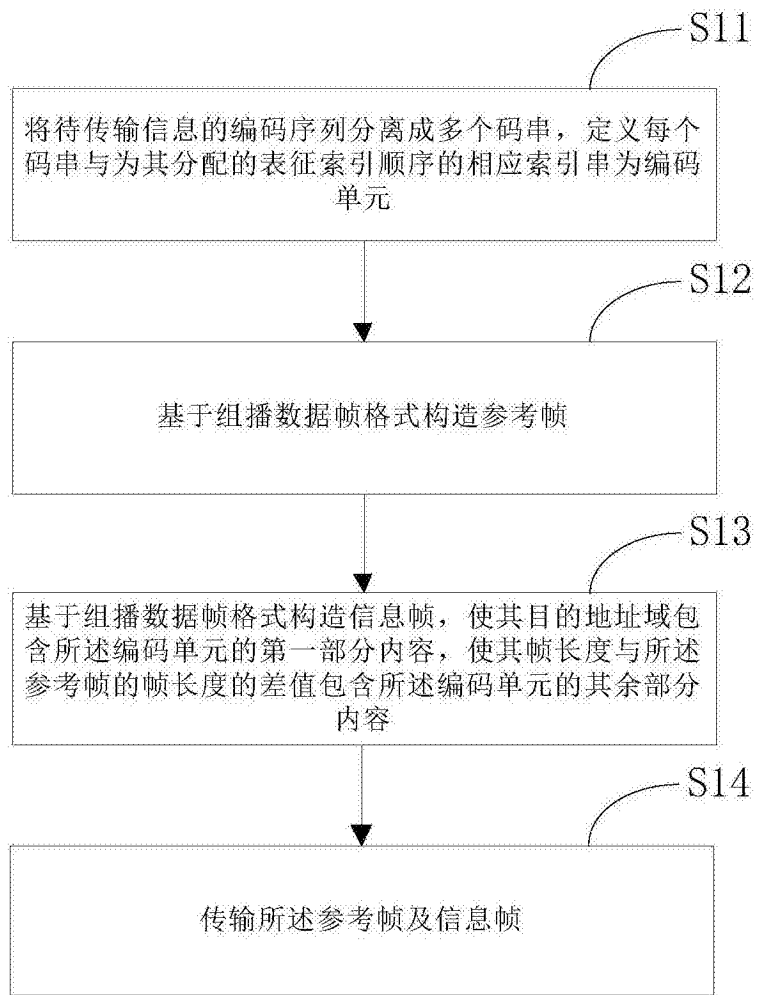 S11
将待传输信息的编码序列分离成多个码串，定义每个
码串与为其分配的表征索引顺序的相应索引串为编码
单元
S12
基于组播数据帧格式构造参考帧
S13
基于组播数据帧格式构造信息帧，使其目的地址域包
含所述编码单元的第一部分内容，使其帧长度与所述
参考帧的帧长度的差值包含所述编码单元的其余部分
内容
S14
传输所述参考帧及信息帧